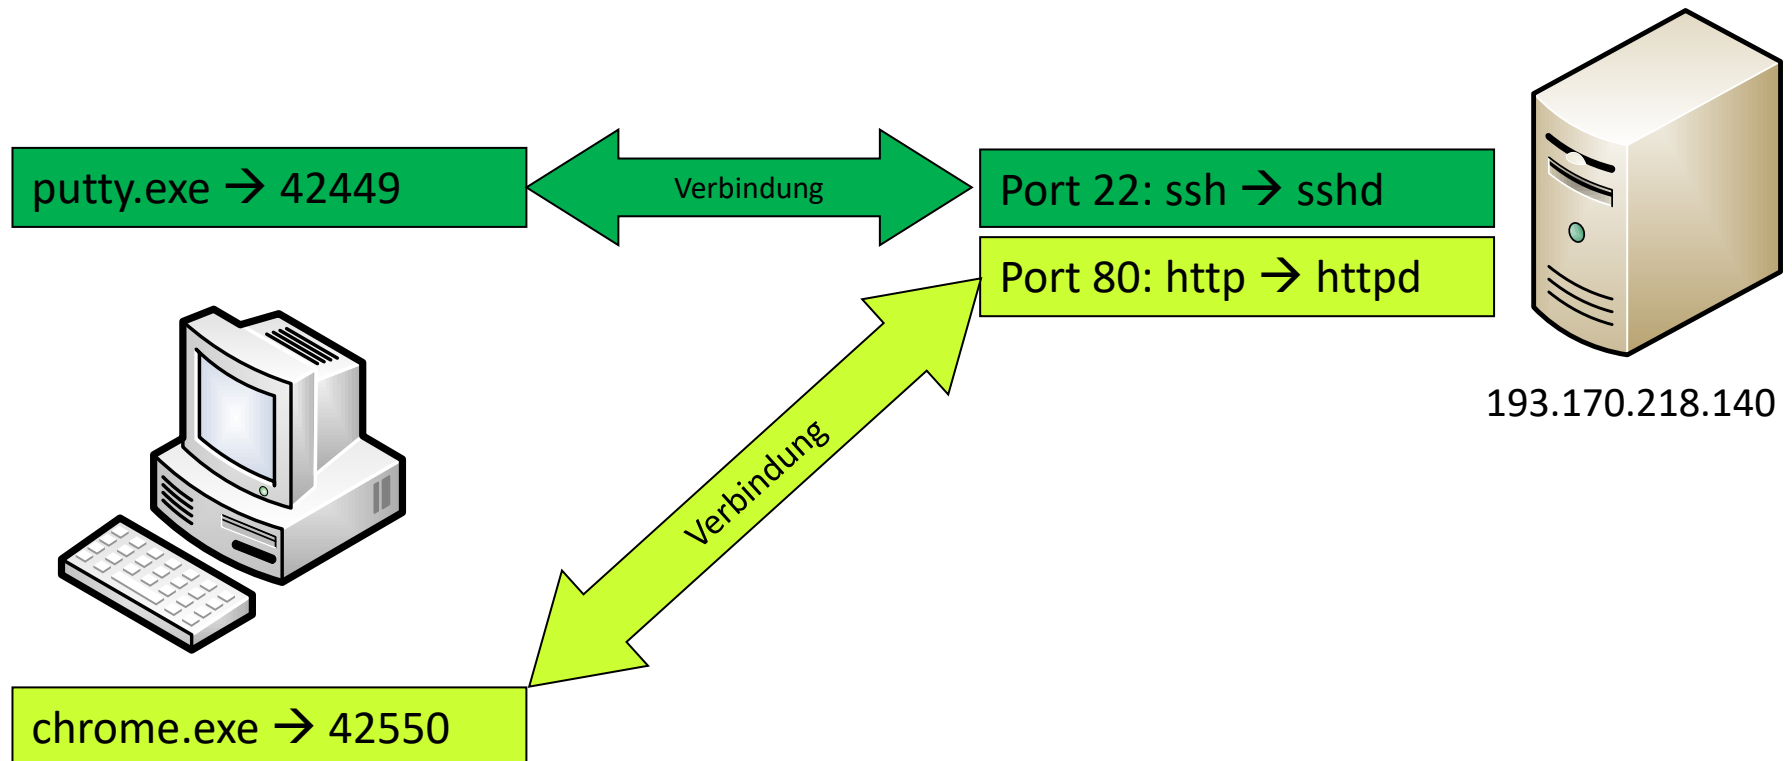 putty.exe → 42449
Verbindung
Port 22: ssh → sshd
Port 80: http → httpd
193.170.218.140
Verbindung
chrome.exe → 42550